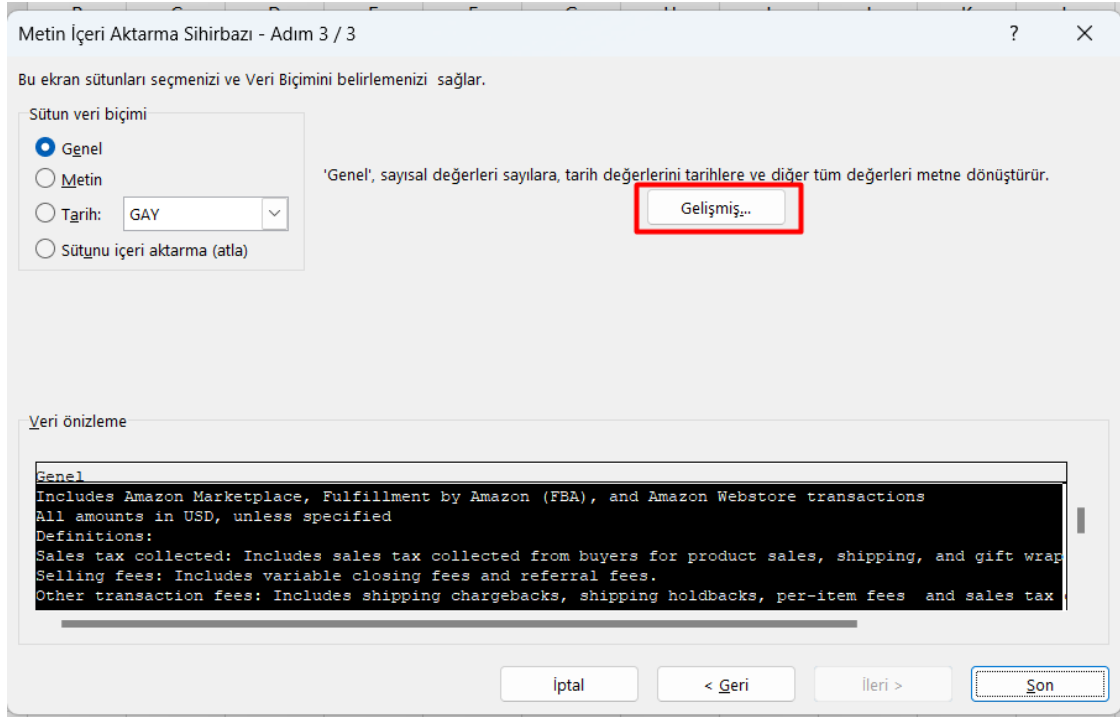 Metin İçeri Aktarma Sihirbazı - Adım 3 / 3
?
Bu ekran sütunları seçmenizi ve Veri Biçimini belirlemenizi sağlar.
Sütun veri biçimi
Genel
Metin
Tarih: GAY
Sütunu içeri aktarma (atla)
'Genel', sayısal değerleri sayılara, tarih değerlerini tarihlere ve diğer tüm değerleri metne dönüştürür.
Gelişmiş...
Veri önizleme
Genel
Includes Amazon Marketplace, Fulfillment by Amazon (FBA), and Amazon Webstore transactions
All amounts in USD, unless specified
Definitions:
Sales tax collected: Includes sales tax collected from buyers for product sales, shipping, and gift wrap
Selling fees: Includes variable closing fees and referral fees.
Other transaction fees: Includes shipping chargebacks, shipping holdbacks, per-item fees  and sales tax
İptal
< Geri
İleri >
Son